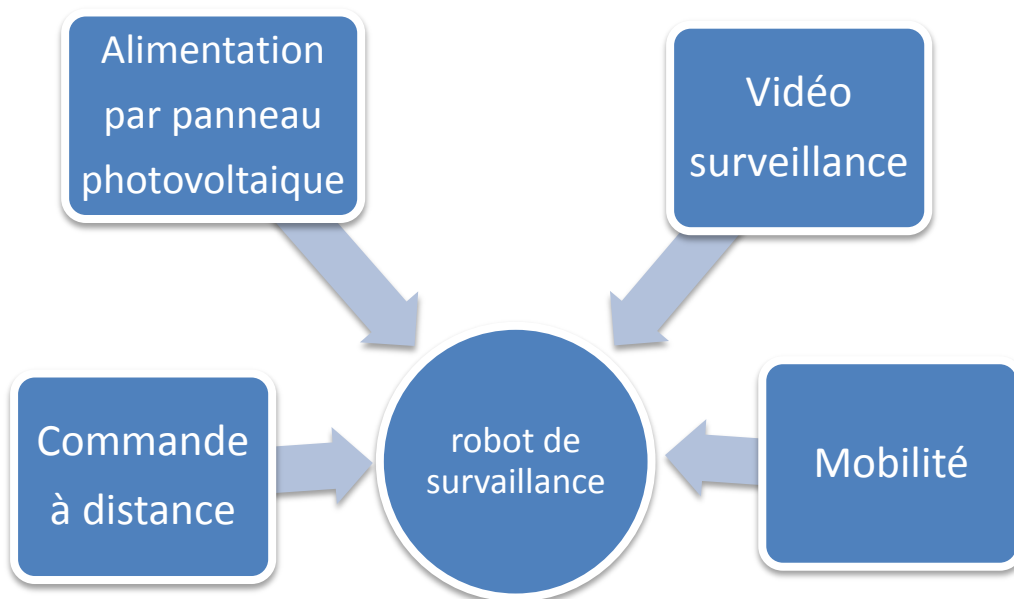 Alimentation
par panneau
photovoltaique
Vidéo
surveillance
Commande
à distance
robot de
survaillance
Mobilité